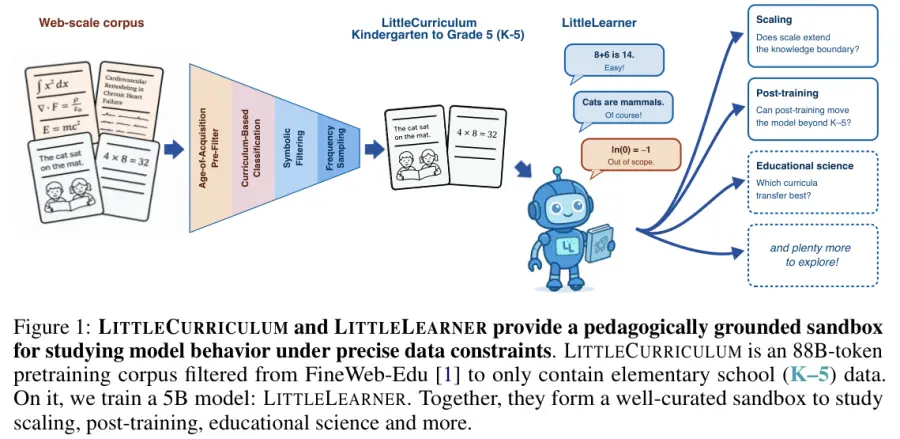 Web-scale corpus
∫ x² dx
∇ · F = ρ/ε₀
E = mc²
Cardiovascular
Remodeling in
Chronic Heart
Failure
The cat sat
on the mat.
4 × 8 = 32
Age-of-Acquisition
Pre-Filter
Curriculum-Based
Classification
Symbolic
Filtering
Frequency
Sampling
LittleCurriculum
Kindergarten to Grade 5 (K-5)
The cat sat
on the mat.
4 × 8 = 32
LittleLearner
8+6 is 14.
Easy!
Cats are mammals.
Of course!
ln(0) = −1
Out of scope.
LL
Scaling
Does scale extend
the knowledge boundary?
Post-training
Can post-training move
the model beyond K–5?
Educational science
Which curricula
transfer best?
and plenty more
to explore!
Figure 1: LITTLECURRICULUM and LITTLELEARNER provide a pedagogically grounded sandbox
for studying model behavior under precise data constraints. LITTLECURRICULUM is an 88B-token
pretraining corpus filtered from FineWeb-Edu [1] to only contain elementary school (K–5) data.
On it, we train a 5B model: LITTLELEARNER. Together, they form a well-curated sandbox to study
scaling, post-training, educational science and more.